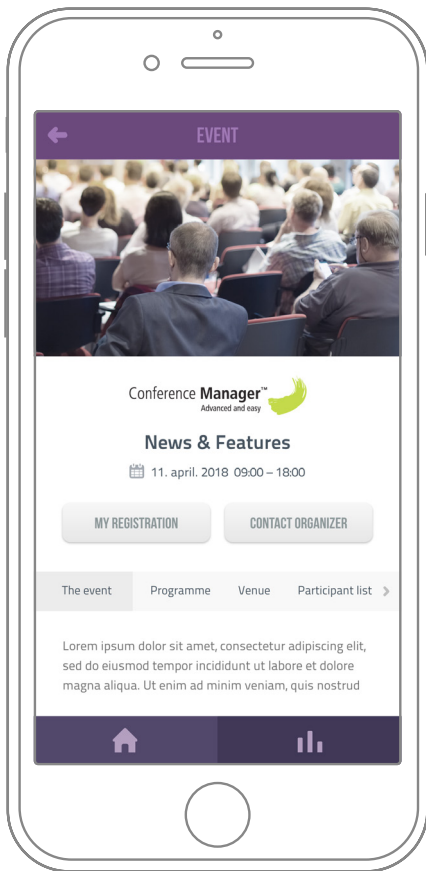 EVENT
Conference Manager™
Advanced and easy
News & Features
11. april. 2018 09:00 – 18:00
MY REGISTRATION CONTACT ORGANIZER
The event Programme Venue Participant list
Lorem ipsum dolor sit amet, consectetur adipiscing elit,
sed do eiusmod tempor incididunt ut labore et dolore
magna aliqua. Ut enim ad minim veniam, quis nostrud